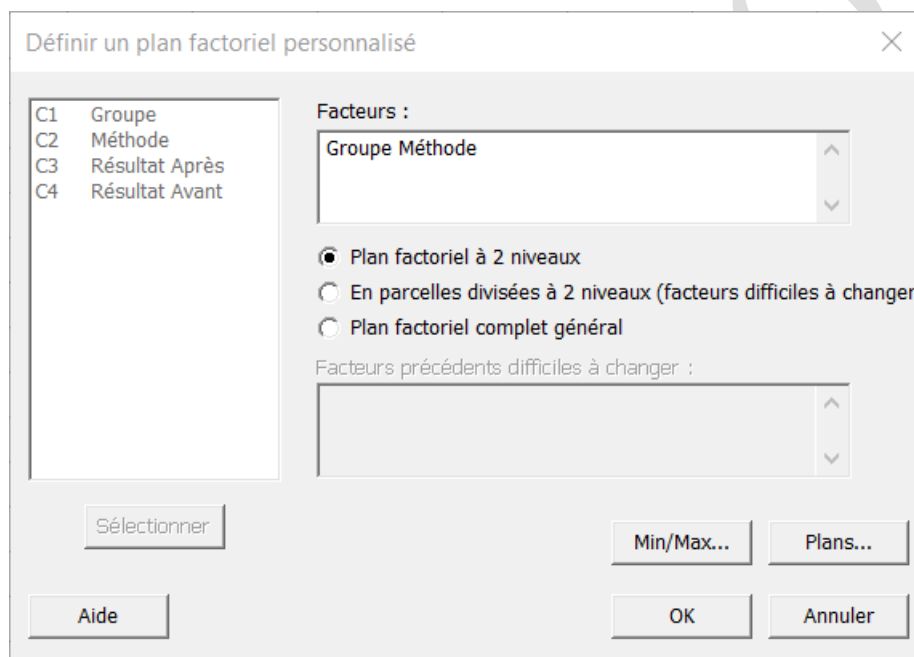 Définir un plan factoriel personnalisé
C1 Groupe
C2 Méthode
C3 Résultat Après
C4 Résultat Avant
Facteurs :
Groupe Méthode
Plan factoriel à 2 niveaux
En parcelles divisées à 2 niveaux (facteurs difficiles à changer
Plan factoriel complet général
Facteurs précédents difficiles à changer :
Sélectionner
Min/Max...
Plans...
Aide
OK
Annuler